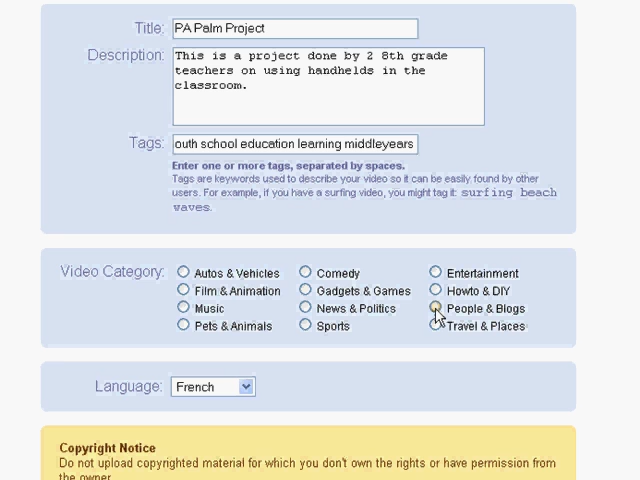 Title: PA Palm Project
Description: This is a project done by 2 8th grade
teachers on using handhelds in the
classroom.
Tags: outh school education learning middleyears
Enter one or more tags, separated by spaces.
Tags are keywords used to describe your video so it can be easily found by other
users. For example, if you have a surfing video, you might tag it: surfing beach
waves.
Video Category: Autos & Vehicles Comedy Entertainment
Film & Animation Gadgets & Games Howto & DIY
Music News & Politics People & Blogs
Pets & Animals Sports Travel & Places
Language: French
Copyright Notice
Do not upload copyrighted material for which you don't own the rights or have permission from
the owner